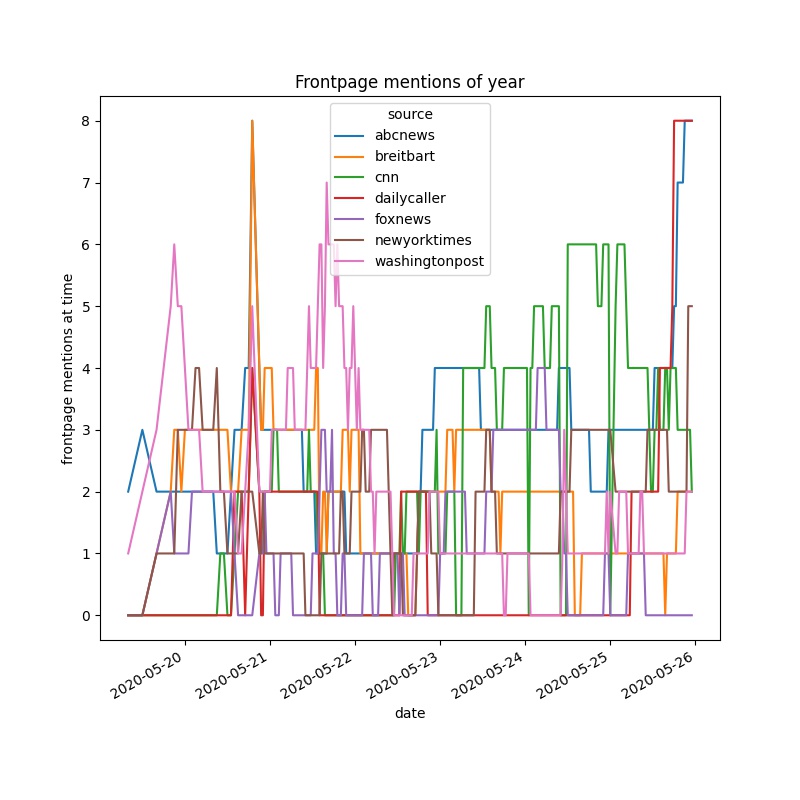 Frontpage mentions of year
source
abcnews
breitbart
cnn
dailycaller
foxnews
newyorktimes
washingtonpost
frontpage mentions at time
8
7
6
5
4
3
2
1
0
2020-05-20
2020-05-21
2020-05-22
2020-05-23
2020-05-24
2020-05-25
2020-05-26
date